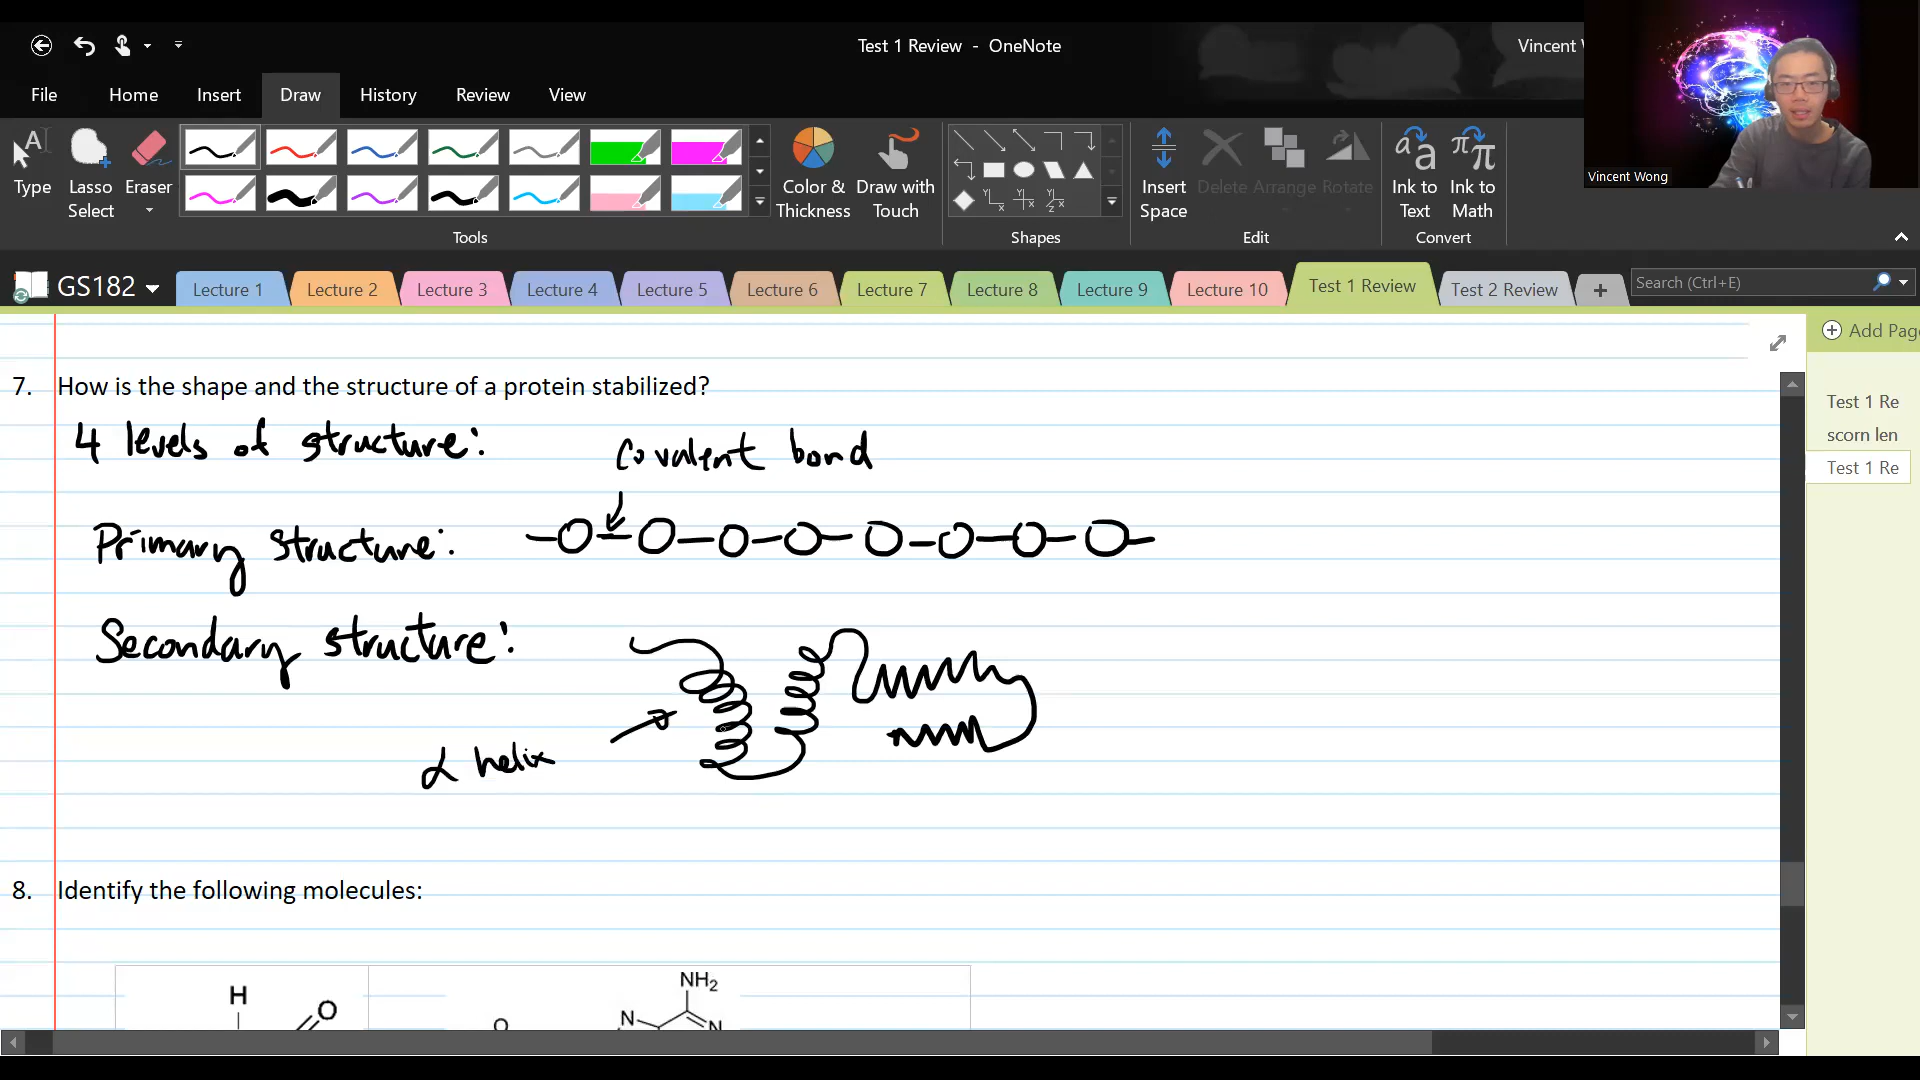 Test 1 Review - OneNote
Vincent W
File Home Insert Draw History Review View
Type
Lasso Select
Eraser
Color & Thickness
Draw with Touch
Insert Space
Delete Arrange Rotate
Ink to Text
Ink to Math
Tools
Shapes
Edit
Convert
Vincent Wong
GS182
Lecture 1 Lecture 2 Lecture 3 Lecture 4 Lecture 5 Lecture 6 Lecture 7 Lecture 8 Lecture 9 Lecture 10 Test 1 Review Test 2 Review
Search (Ctrl+E)
Add Pag
Test 1 Re
scorn len
Test 1 Re
7. How is the shape and the structure of a protein stabilized?
4 levels of structure:
covalent bond
Primary structure:
Secondary structure:
α helix
8. Identify the following molecules:
NH₂
H
O
N
N
O